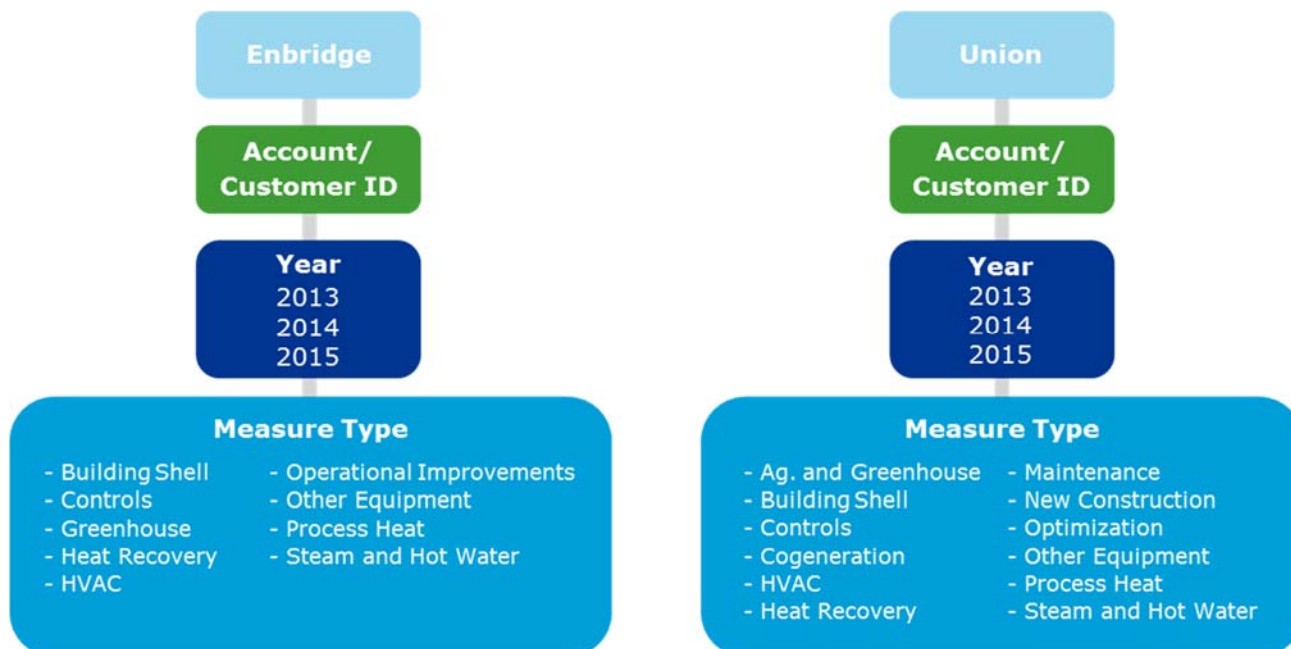 Enbridge
Account/
Customer ID
Year
2013
2014
2015
Measure Type
- Building Shell
- Controls
- Greenhouse
- Heat Recovery
- HVAC
- Operational Improvements
- Other Equipment
- Process Heat
- Steam and Hot Water
Union
Account/
Customer ID
Year
2013
2014
2015
Measure Type
- Ag. and Greenhouse
- Building Shell
- Controls
- Cogeneration
- HVAC
- Heat Recovery
- Maintenance
- New Construction
- Optimization
- Other Equipment
- Process Heat
- Steam and Hot Water